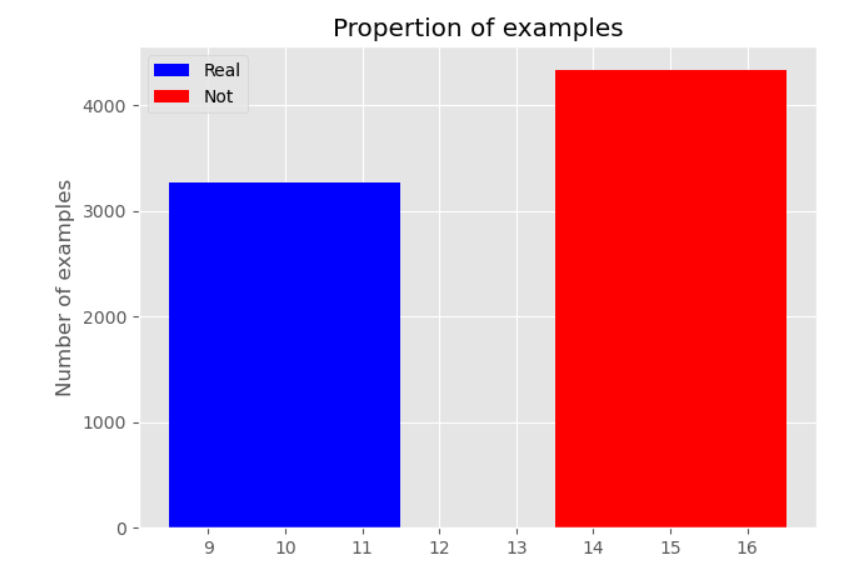 Propertion of examples
Real
Not
Number of examples
4000
3000
2000
1000
0
9 10 11 12 13 14 15 16